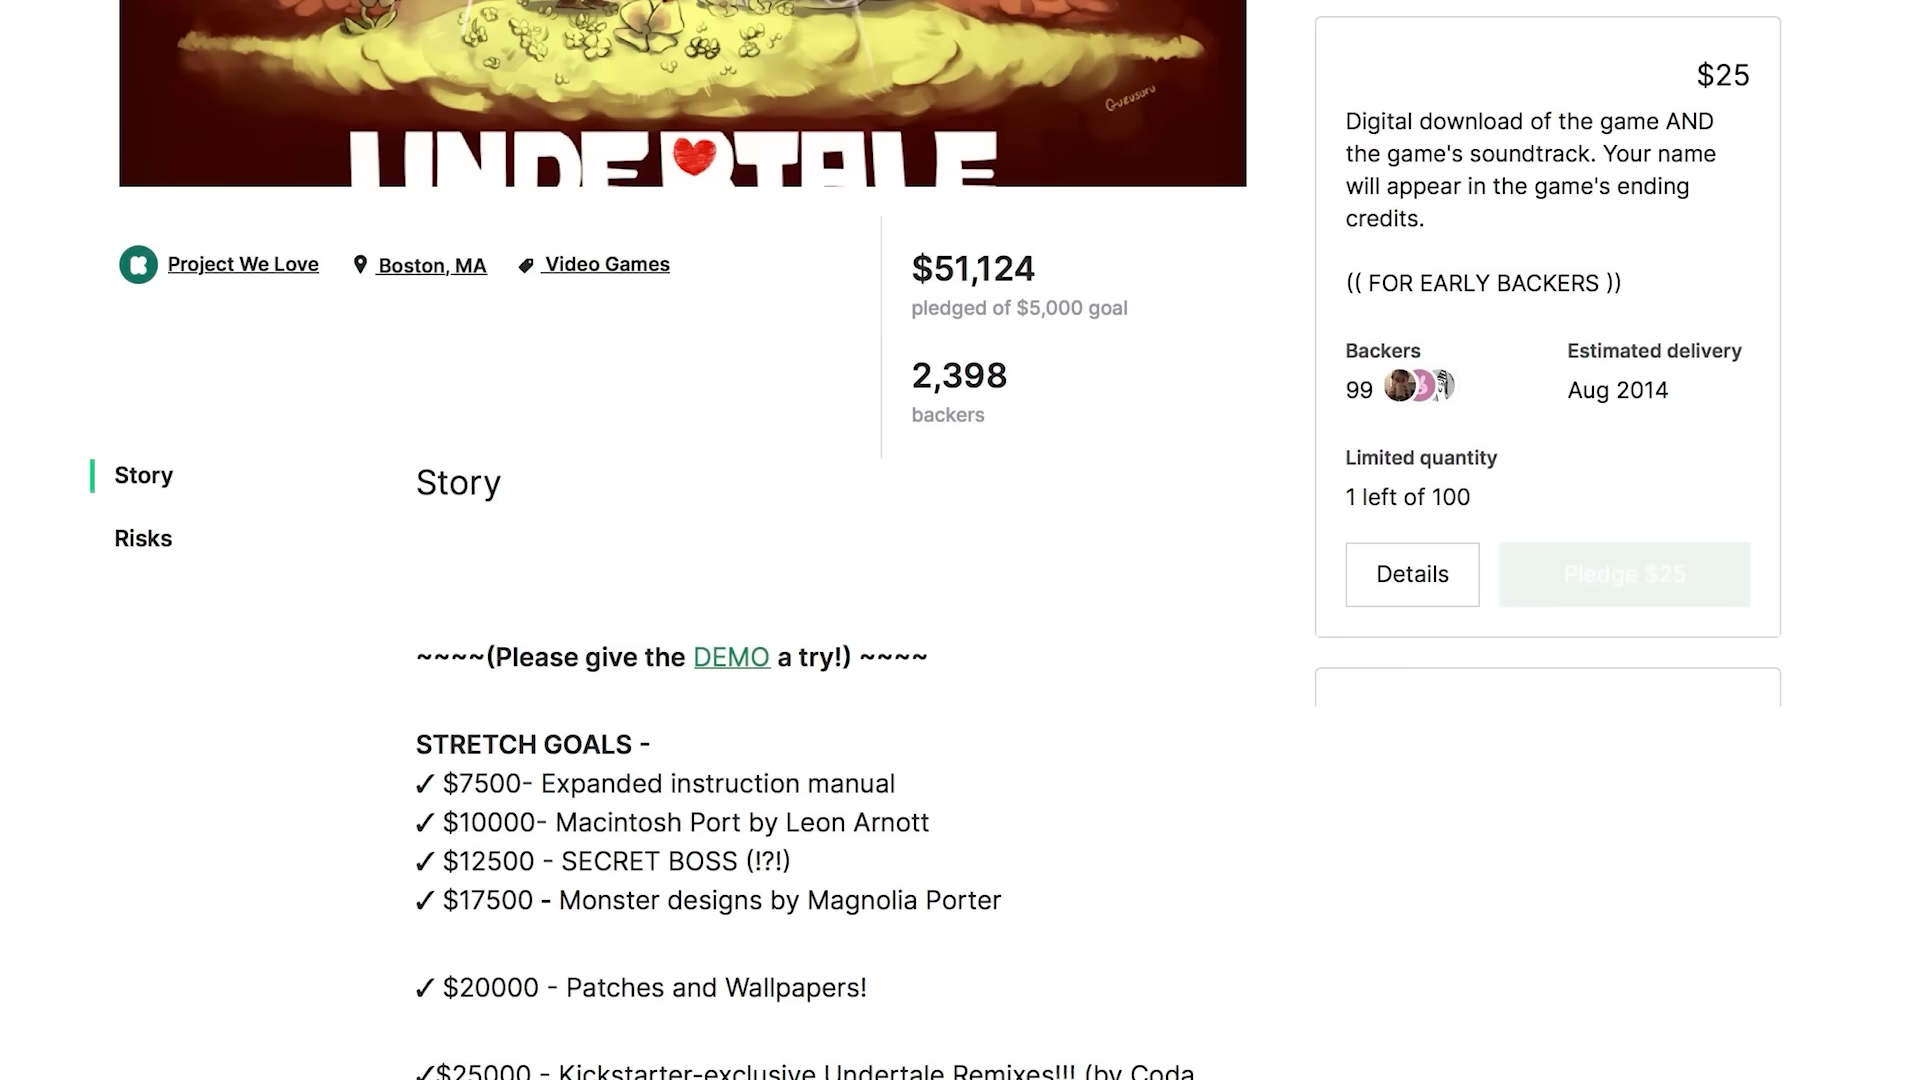 Guzusuru
UNDERTALE
Project We Love
Boston, MA
Video Games
$51,124
pledged of $5,000 goal
2,398
backers
Story
Risks
Story
~~~~(Please give the DEMO a try!) ~~~~
STRETCH GOALS -
✓ $7500- Expanded instruction manual
✓ $10000- Macintosh Port by Leon Arnott
✓ $12500 - SECRET BOSS (!?!)
✓ $17500 - Monster designs by Magnolia Porter
✓ $20000 - Patches and Wallpapers!
✓$25000 - Kickstarter-exclusive Undertale Remixes!!! (by Coda
$25
Digital download of the game AND
the game's soundtrack. Your name
will appear in the game's ending
credits.
(( FOR EARLY BACKERS ))
Backers
99
Estimated delivery
Aug 2014
Limited quantity
1 left of 100
Details
Pledge $25